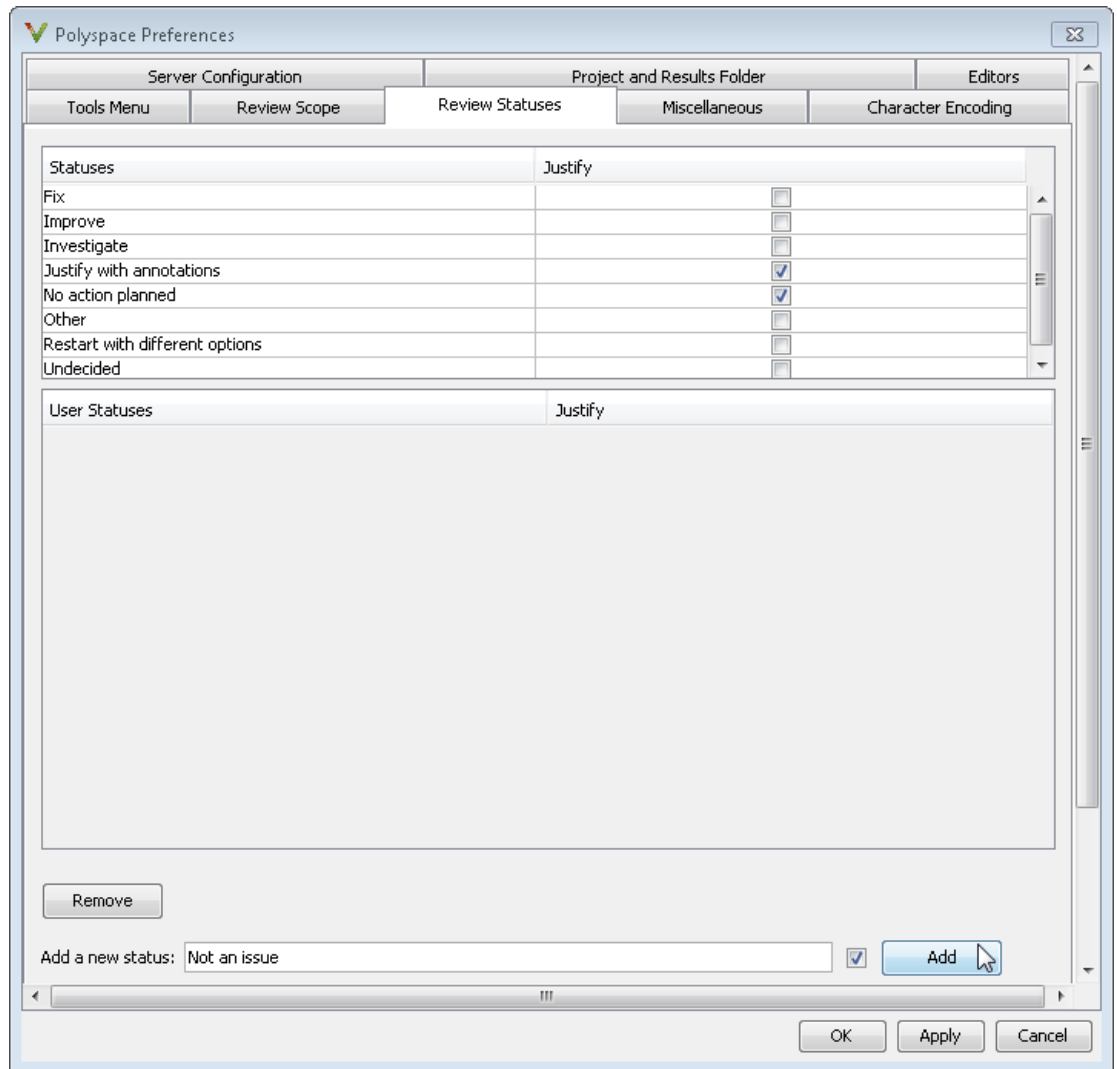 Polyspace Preferences
Server Configuration Project and Results Folder Editors
Tools Menu Review Scope Review Statuses Miscellaneous Character Encoding
Statuses Justify
Fix
Improve
Investigate
Justify with annotations
No action planned
Other
Restart with different options
Undecided
User Statuses Justify
Remove
Add a new status: Not an issue Add
OK Apply Cancel